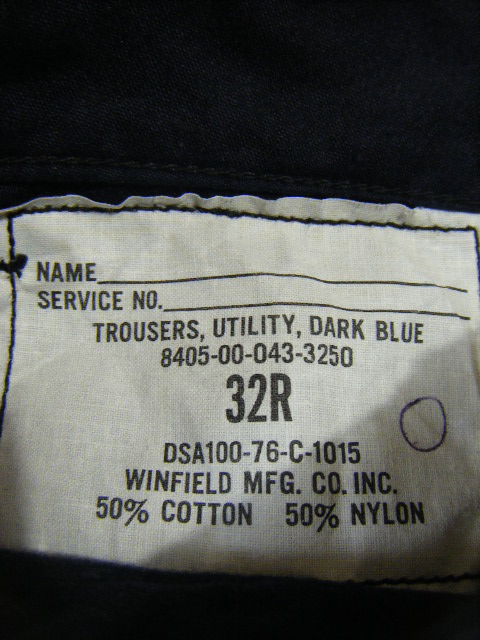 NAME
SERVICE NO.
TROUSERS, UTILITY, DARK BLUE
8405-00-043-3250
32R
DSA100-76-C-1015
WINFIELD MFG. CO. INC.
50% COTTON 50% NYLON